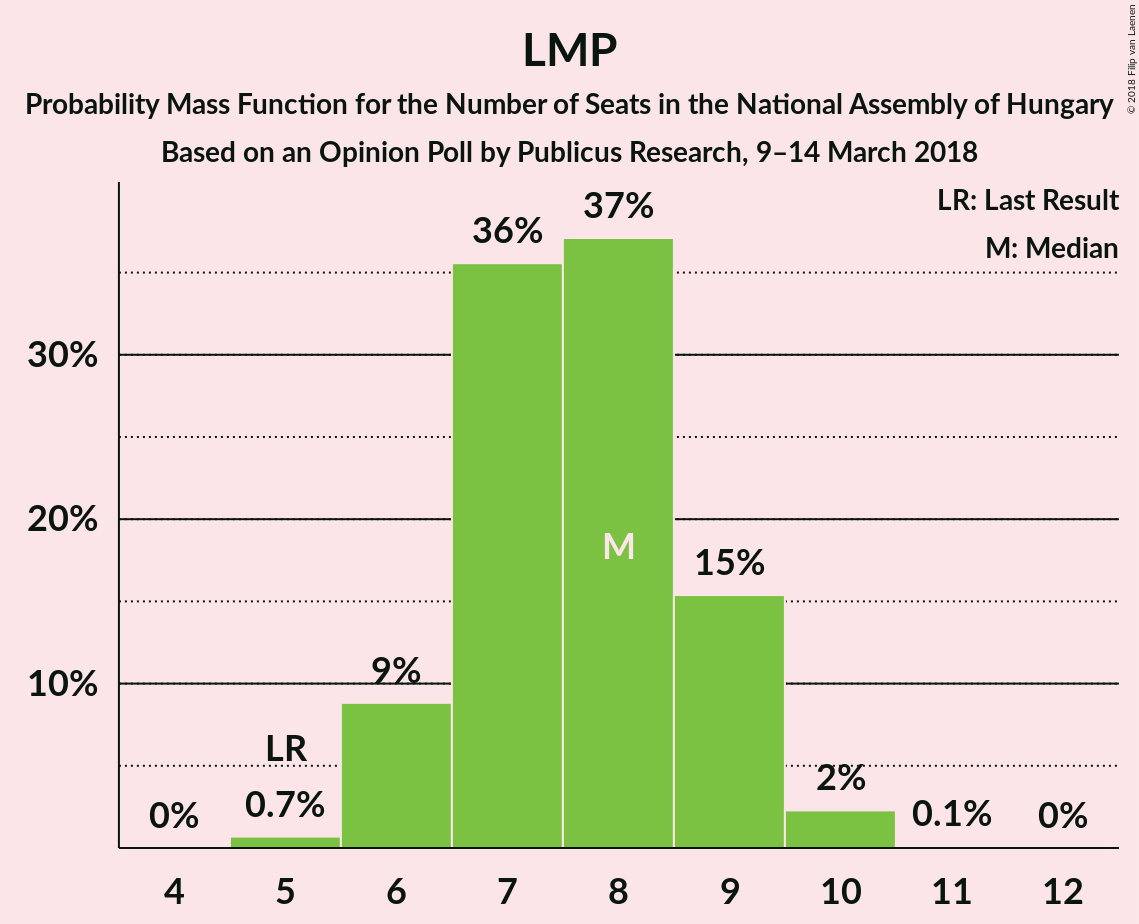 LMP
Probability Mass Function for the Number of Seats in the National Assembly of Hungary
Based on an Opinion Poll by Publicus Research, 9–14 March 2018
© 2018 Filip van Laenen
LR: Last Result
M: Median
37%
36%
30%
20%
M
15%
10%
9%
LR
0%
0.7%
2%
0.1%
0%
4 5 6 7 8 9 10 11 12